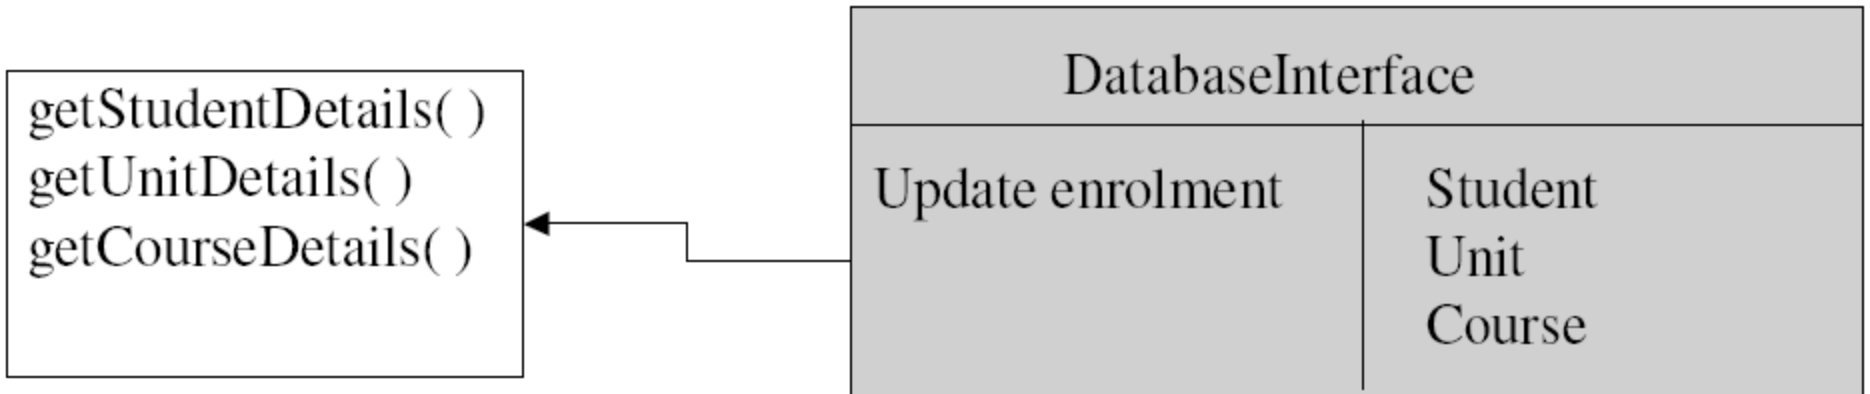 getStudentDetails( )
getUnitDetails( )
getCourseDetails( )
DatabaseInterface
Update enrolment
Student
Unit
Course